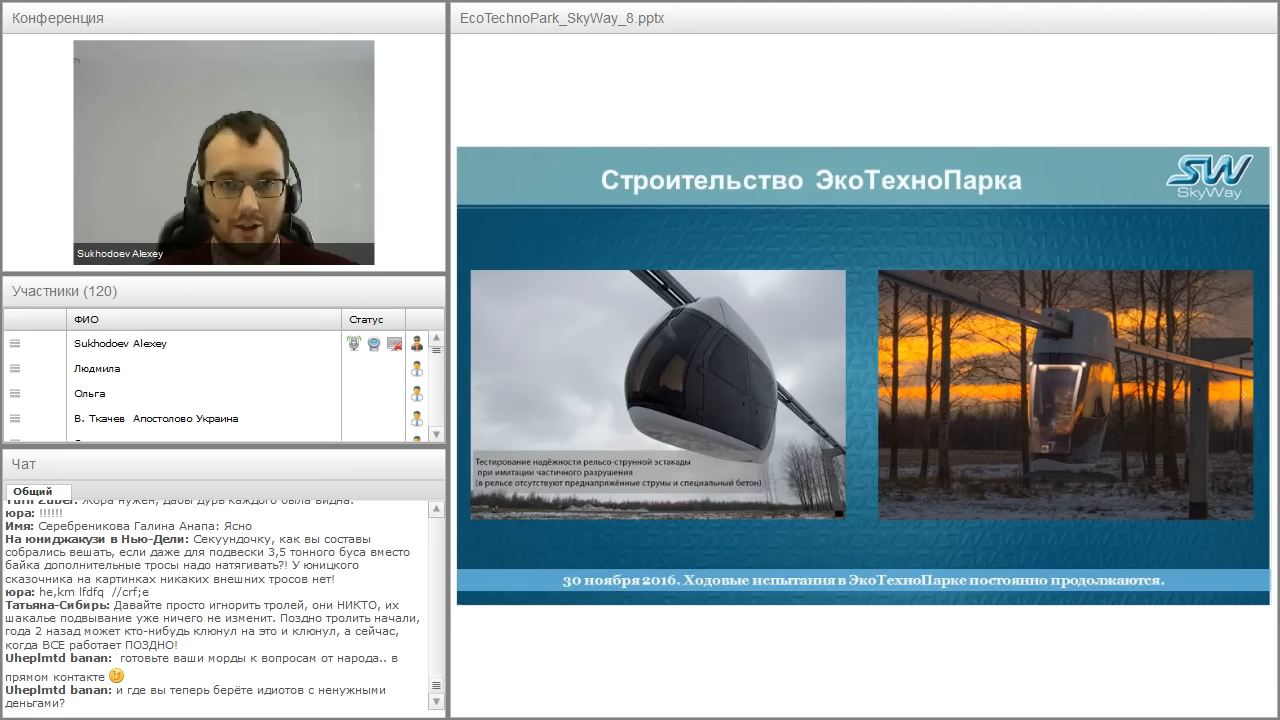 Конференция
Sukhodoev Alexey
Участники (120)
ФИО
Статус
Sukhodoev Alexey
Людмила
Ольга
В. Ткачев Апостолово Украина
Чат
Общий
Yuri Zuber: Жора нужен, дабы дурь каждого была видна.
юра: !!!!!!
Имя: Серебреникова Галина Анапа: Ясно
На юниджакузи в Нью-Дели: Секуундочку, как вы составы
собрались вешать, если даже для подвески 3,5 тонного буса вместо
байка дополнительные тросы надо натягивать?! У юницкого
сказочника на картинках никаких внешних тросов нет!
юра: he,km lfdfq //crf;e
Татьяна-Сибирь: Давайте просто игнорить тролей, они НИКТО, их
шакалье подвывание уже ничего не изменит. Поздно тролить начали,
года 2 назад может кто-нибудь клюнул на это и клюнул, а сейчас,
когда ВСЕ работает ПОЗДНО!
Uheplmtd banan: готовьте ваши морды к вопросам от народа.. в
прямом контакте
Uheplmtd banan: и где вы теперь берёте идиотов с ненужными
деньгами?
EcoTechnoPark_SkyWay_8.pptx
Строительство ЭкоТехноПарка
SW
SkyWay
Тестирование надёжности рельсо-струнной эстакады
при имитации частичного разрушения
(в рельсе отсутствуют преднапряжённые струны и специальный бетон)
30 ноября 2016. Ходовые испытания в ЭкоТехноПарке постоянно продолжаются.